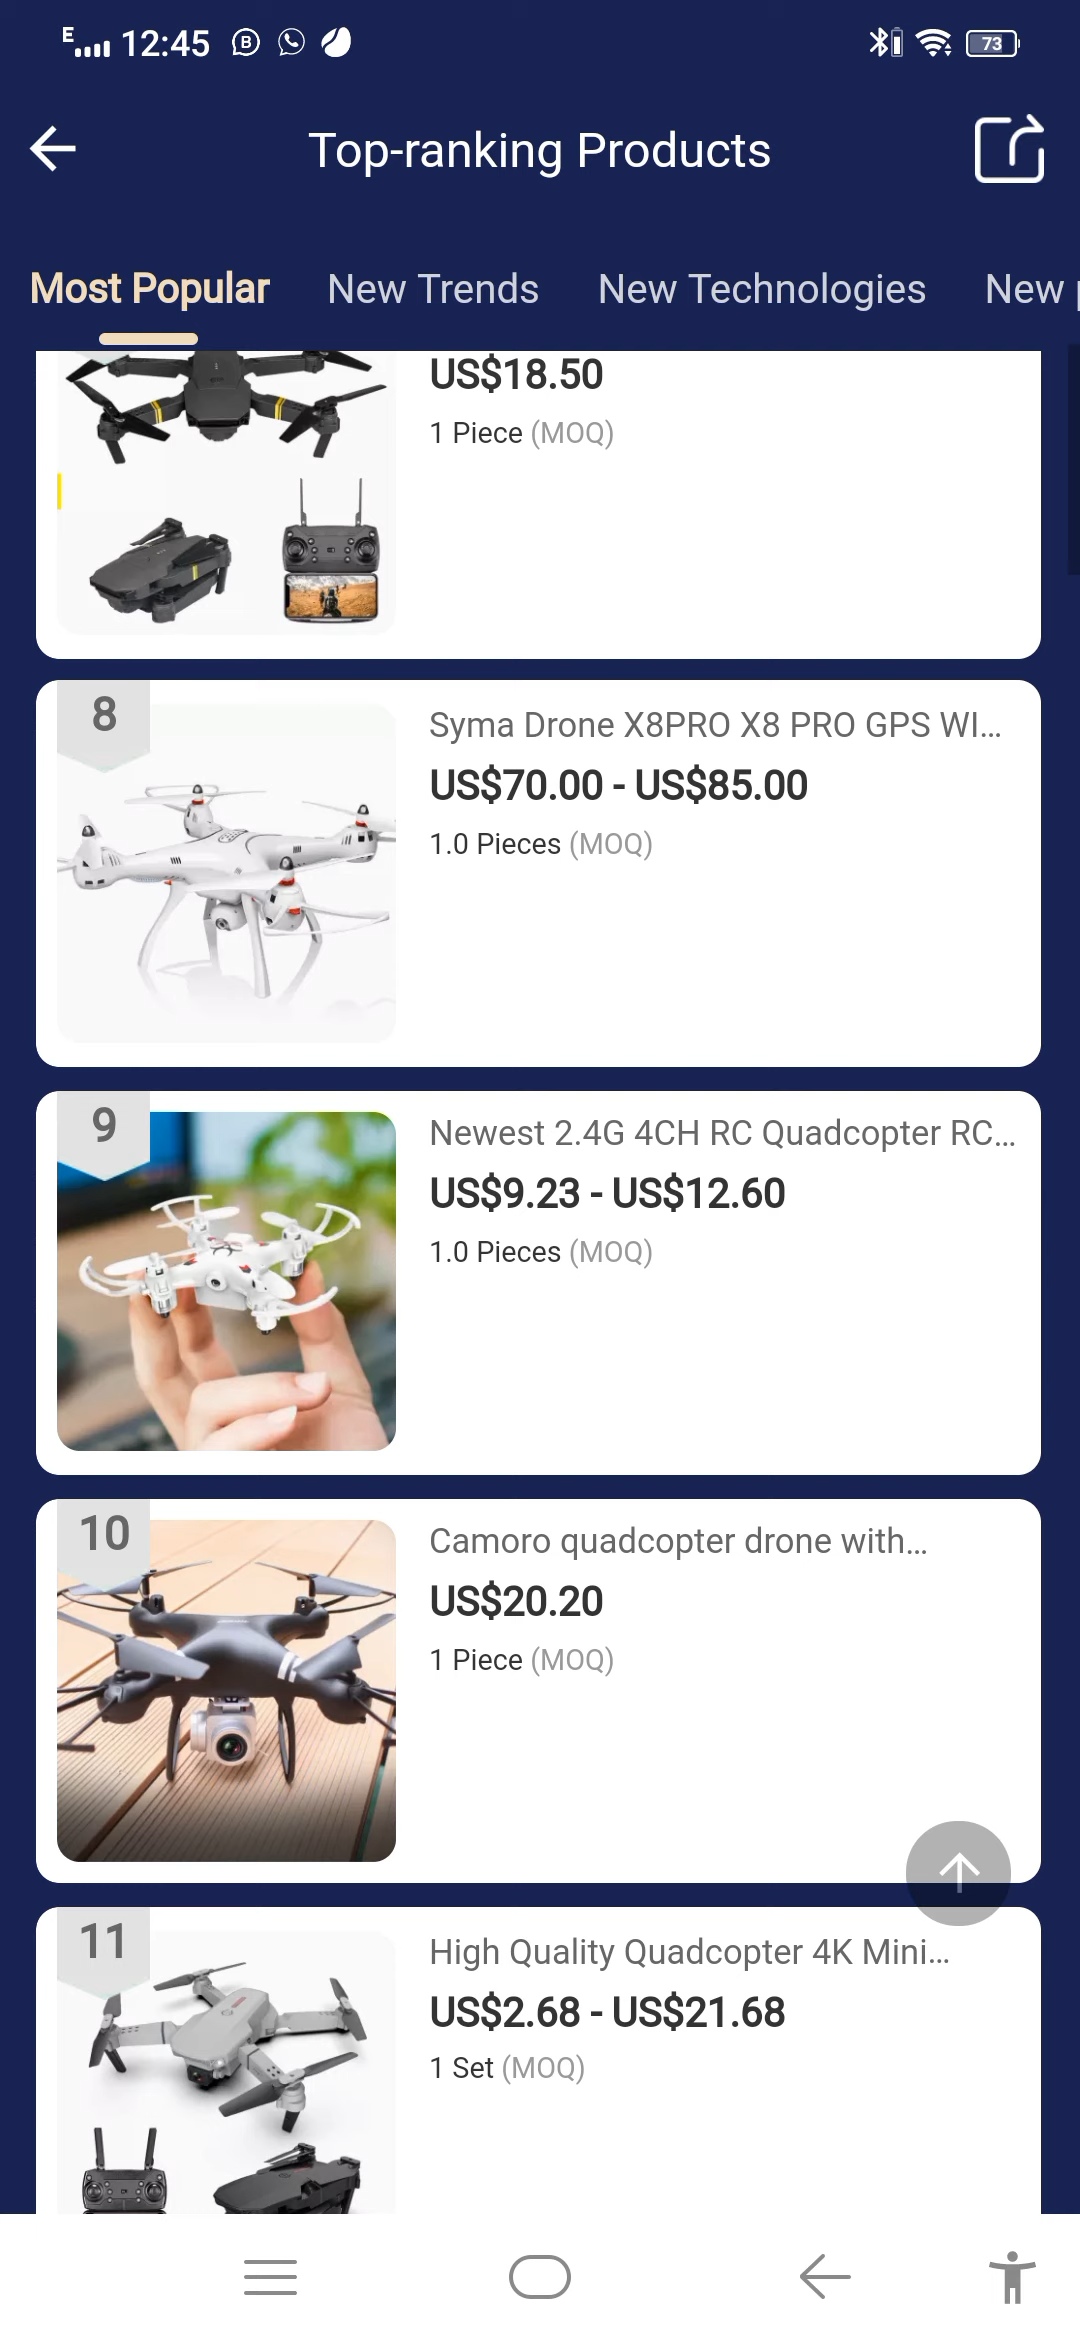 E 12:45 B 73
Top-ranking Products
Most Popular New Trends New Technologies New
US$18.50
1 Piece (MOQ)
8
Syma Drone X8PRO X8 PRO GPS WI...
US$70.00 - US$85.00
1.0 Pieces (MOQ)
9
Newest 2.4G 4CH RC Quadcopter RC...
US$9.23 - US$12.60
1.0 Pieces (MOQ)
10
Camoro quadcopter drone with...
US$20.20
1 Piece (MOQ)
11
High Quality Quadcopter 4K Mini...
US$2.68 - US$21.68
1 Set (MOQ)